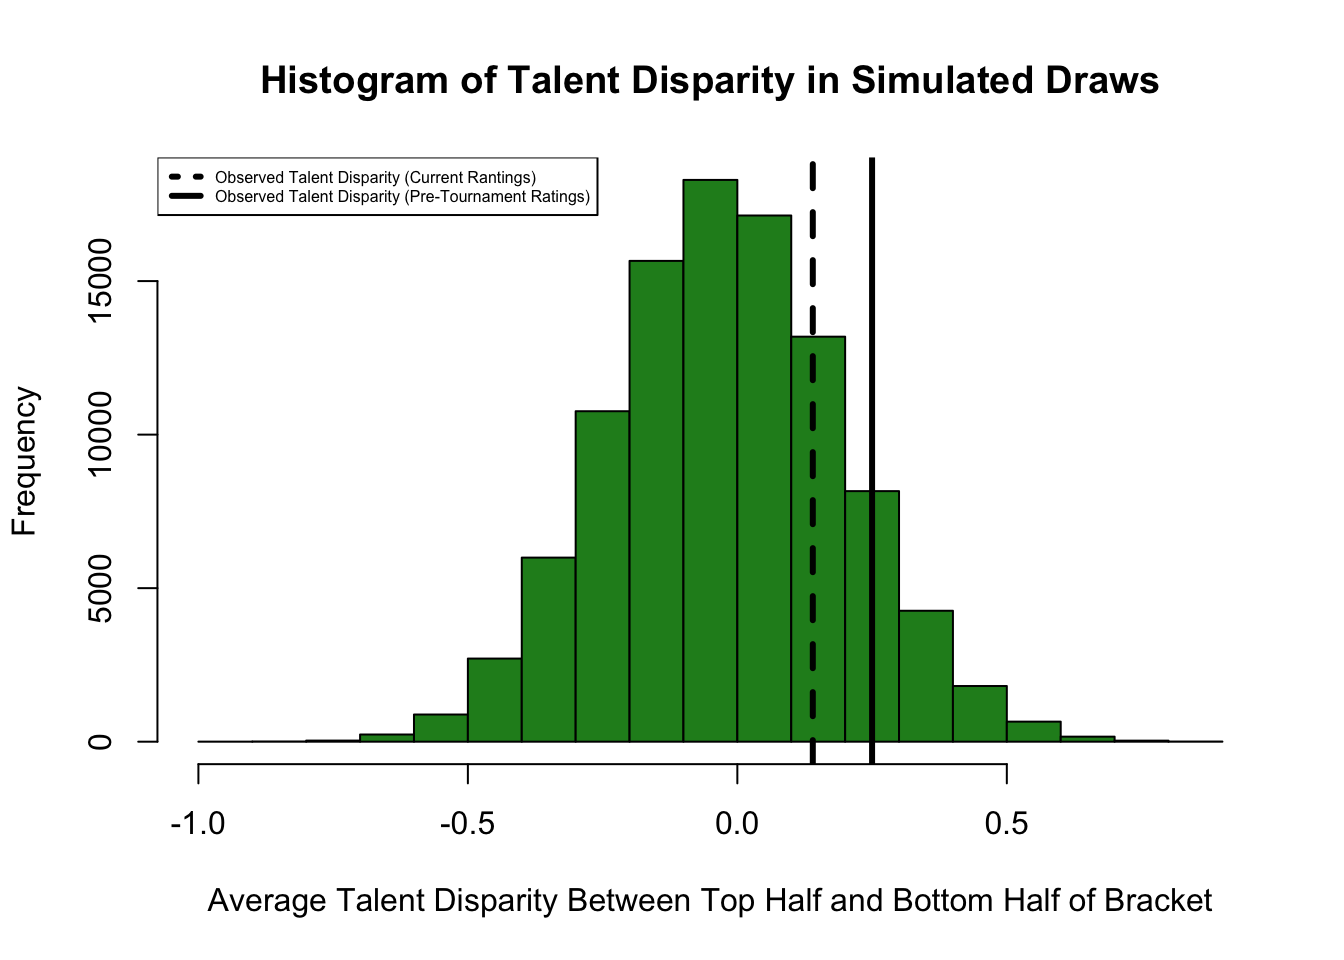 Histogram of Talent Disparity in Simulated Draws
Observed Talent Disparity (Current Rantings)
Observed Talent Disparity (Pre-Tournament Ratings)
Frequency
15000
10000
5000
0
-1.0 -0.5 0.0 0.5
Average Talent Disparity Between Top Half and Bottom Half of Bracket